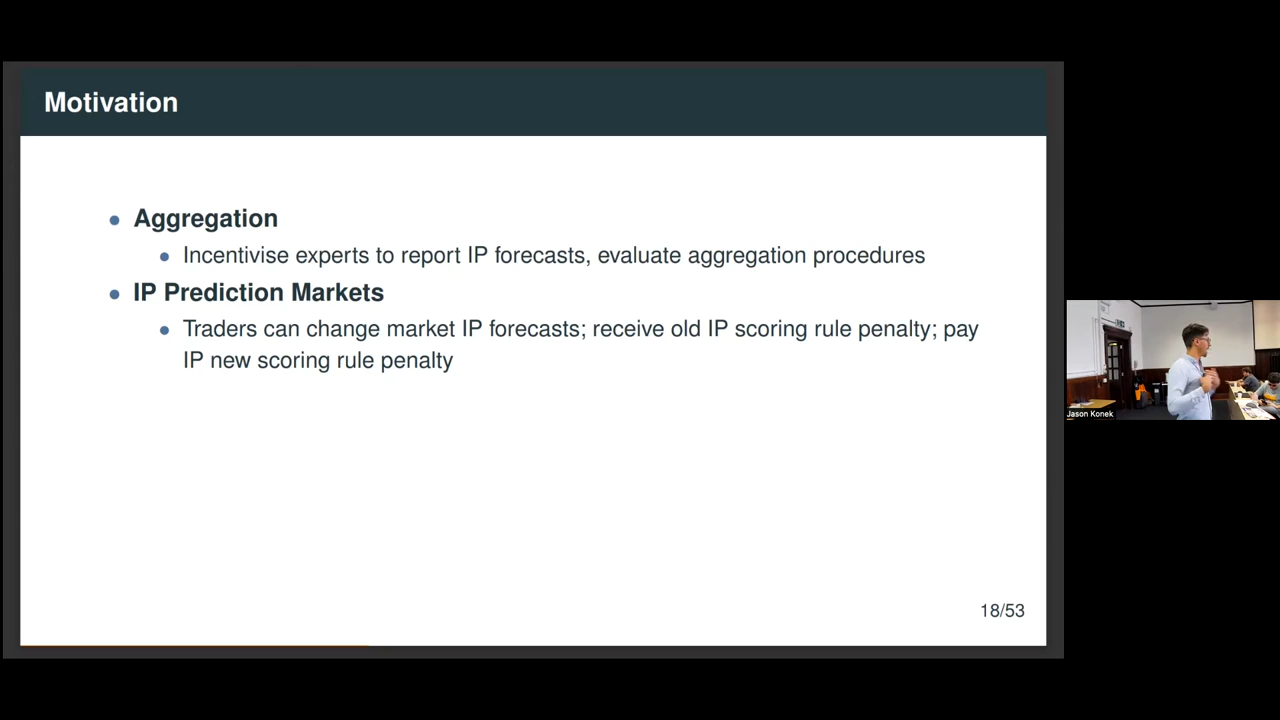 Motivation
• Aggregation
• Incentivise experts to report IP forecasts, evaluate aggregation procedures
• IP Prediction Markets
• Traders can change market IP forecasts; receive old IP scoring rule penalty; pay
IP new scoring rule penalty
18/53
Jason Konek